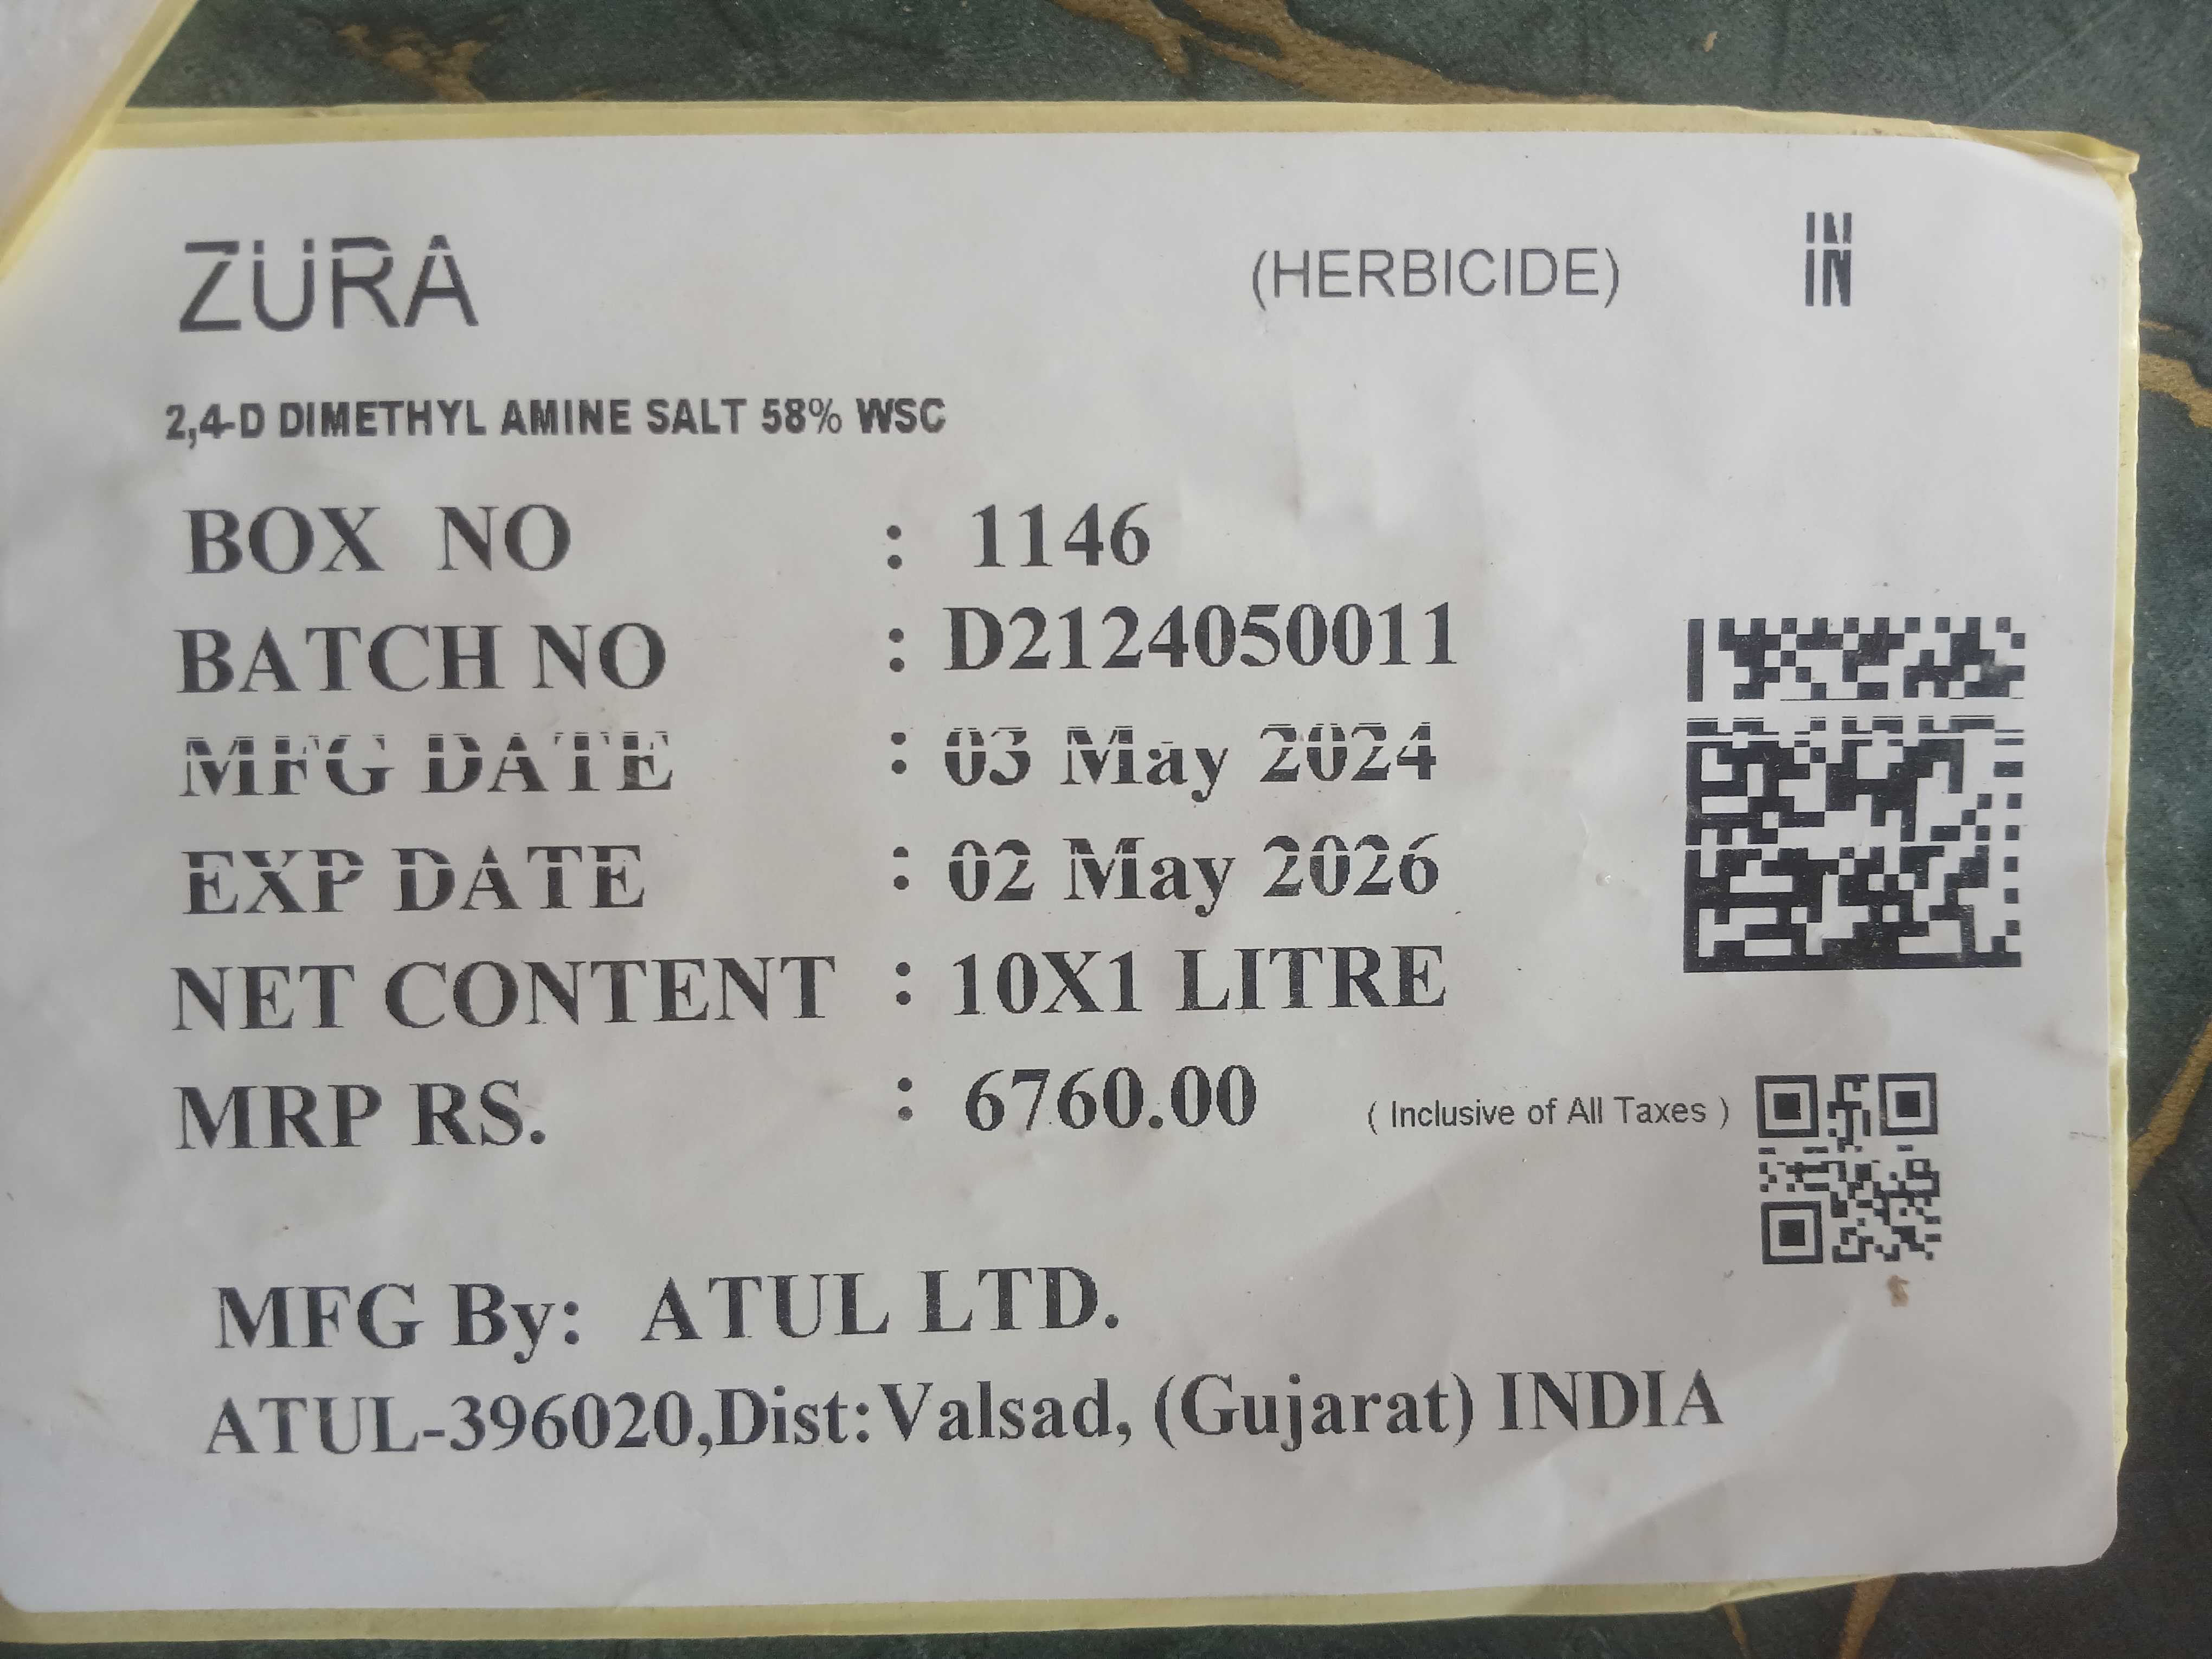 ZURA (HERBICIDE) IN
2,4-D DIMETHYL AMINE SALT 58% WSC
BOX NO : 1146
BATCH NO : D2124050011
MFG DATE : 03 May 2024
EXP DATE : 02 May 2026
NET CONTENT : 10X1 LITRE
MRP RS. : 6760.00 ( Inclusive of All Taxes )
MFG By: ATUL LTD.
ATUL-396020,Dist:Valsad, (Gujarat) INDIA